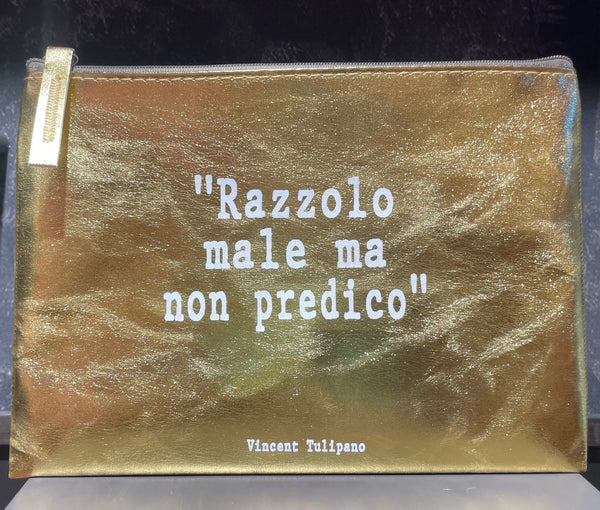 "Razzolo
male ma
non predico"
Vincent Tulipano